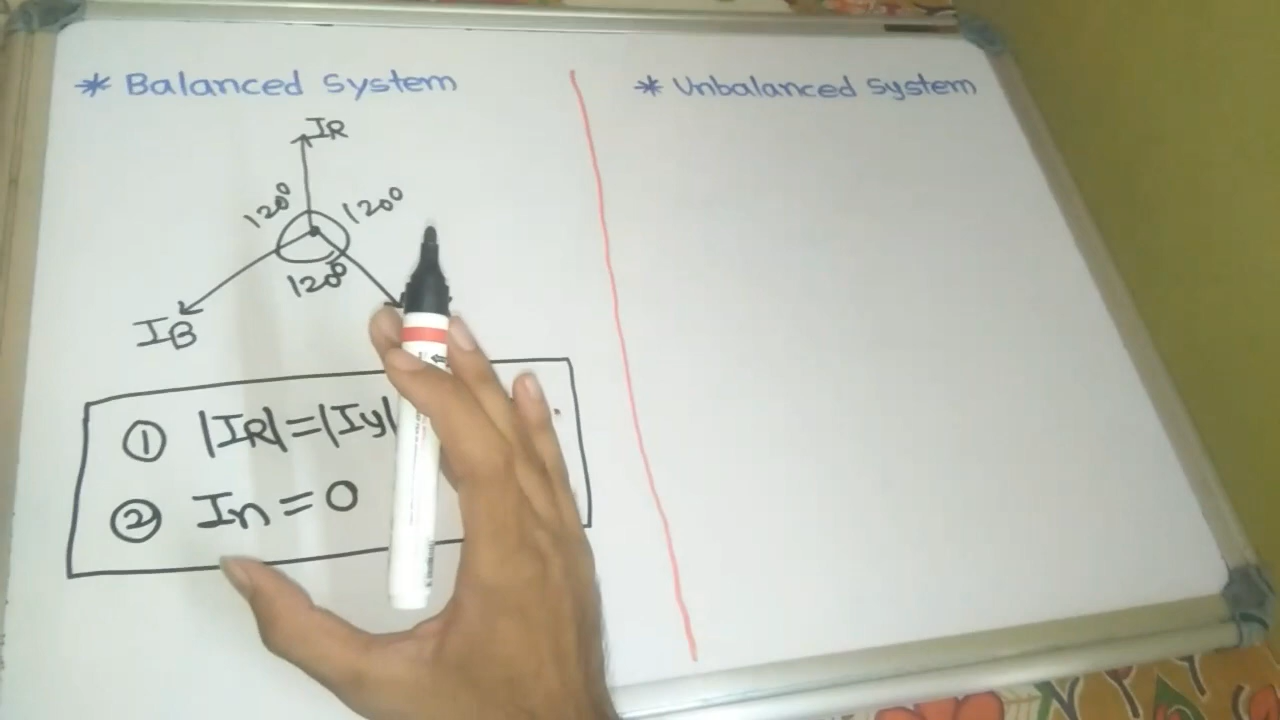 * Balanced System
IR
120° 120°
120°
IB
① |IR|=|Iy|
② In=0
* Unbalanced System